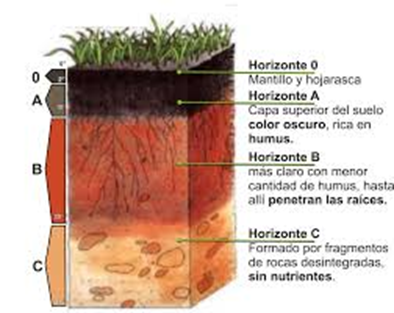 Horizonte 0
Mantillo y hojarasca
Horizonte A
Capa superior del suelo
color oscuro, rica en
humus.
Horizonte B
más claro con menor
cantidad de humus, hasta
allí penetran las raíces.
Horizonte C
Formado por fragmentos
de rocas desintegradas,
sin nutrientes.
0
A
B
C